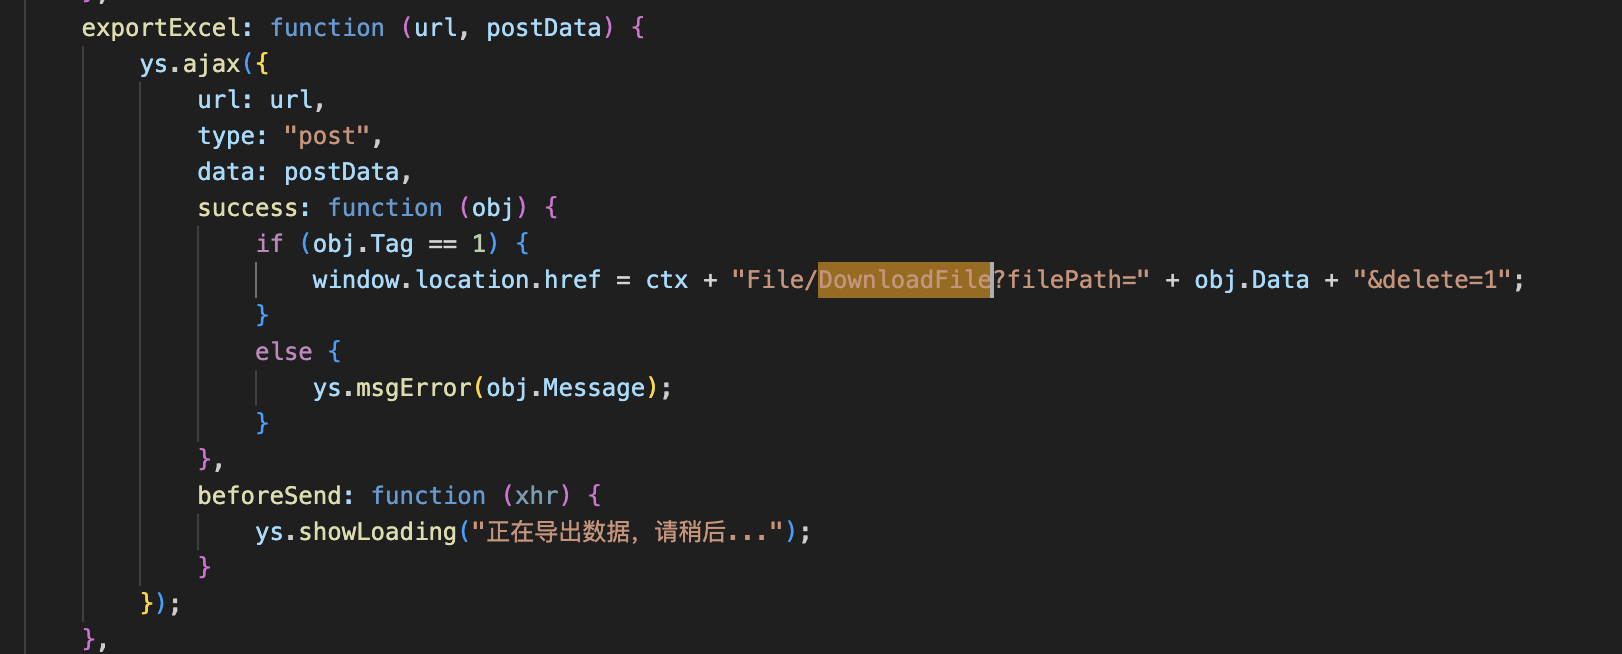 exportExcel: function (url, postData) {
ys.ajax({
url: url,
type: "post",
data: postData,
success: function (obj) {
if (obj.Tag == 1) {
window.location.href = ctx + "File/DownloadFile?filePath=" + obj.Data + "&delete=1";
}
else {
ys.msgError(obj.Message);
}
},
beforeSend: function (xhr) {
ys.showLoading("正在导出数据，请稍后...");
}
});
},